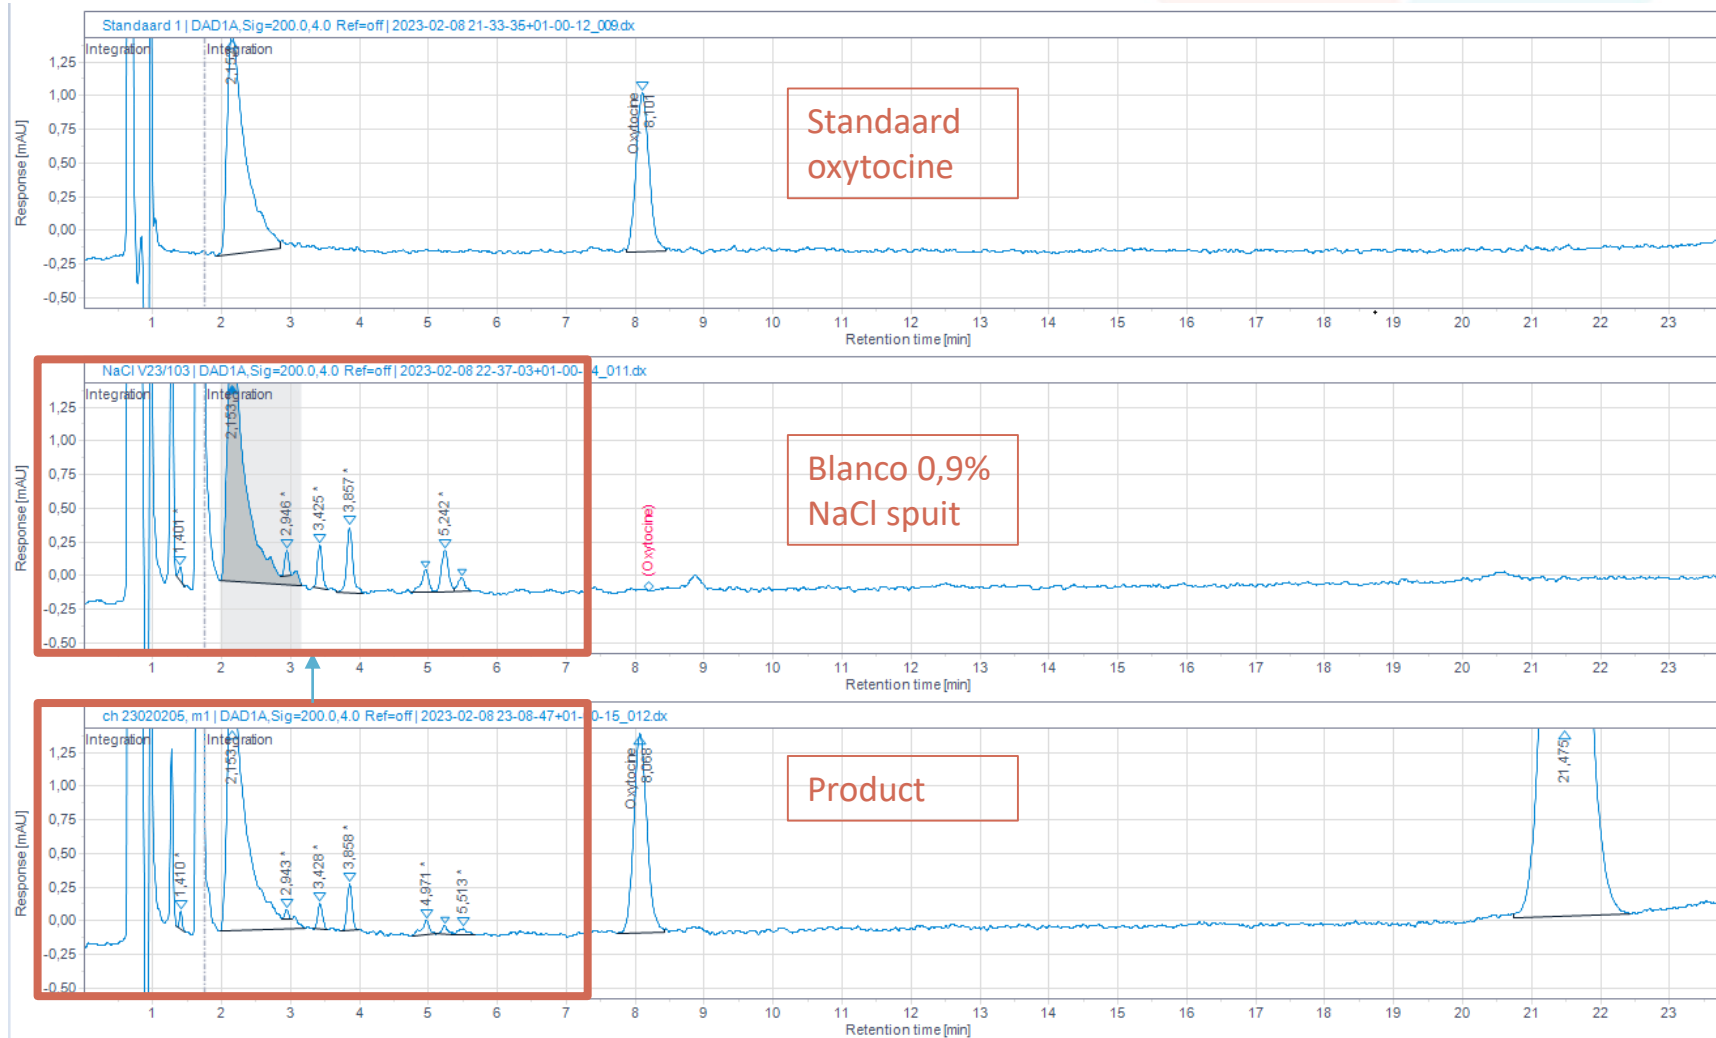 Standaard 1 | DAD1A,Sig=200.0,4.0 Ref=off | 2023-02-08 21-33-35+01-00-12_009.dx
Integration
Integration
Response [mAU]
1,25
1,00
0,75
0,50
0,25
0,00
-0,25
-0,50
Oxytocine
8,101
Standaard
oxytocine
1 2 3 4 5 6 7 8 9 10 11 12 13 14 15 16 17 18 19 20 21 22 23
Retention time [min]
NaCl V23/103 | DAD1A,Sig=200.0,4.0 Ref=off | 2023-02-08 22-37-03+01-00-4_011.dx
Integration
Integration
Response [mAU]
1,25
1,00
0,75
0,50
0,25
0,00
-0,25
-0,50
1,401 *
2,153
2,946 *
3,425 *
3,857 *
5,242 *
(Oxytocine)
Blanco 0,9%
NaCl spuit
1 2 3 4 5 6 7 8 9 10 11 12 13 14 15 16 17 18 19 20 21 22 23
Retention time [min]
ch 23020205, m1 | DAD1A,Sig=200.0,4.0 Ref=off | 2023-02-08 23-08-47+01-0-15_012.dx
Integration
Integration
Response [mAU]
1,25
1,00
0,75
0,50
0,25
0,00
-0,25
-0,50
1,410 *
2,153
2,943 *
3,428 *
3,858 *
4,971 *
5,513 *
Oxytocine
8,068
21,475
Product
1 2 3 4 5 6 7 8 9 10 11 12 13 14 15 16 17 18 19 20 21 22 23
Retention time [min]